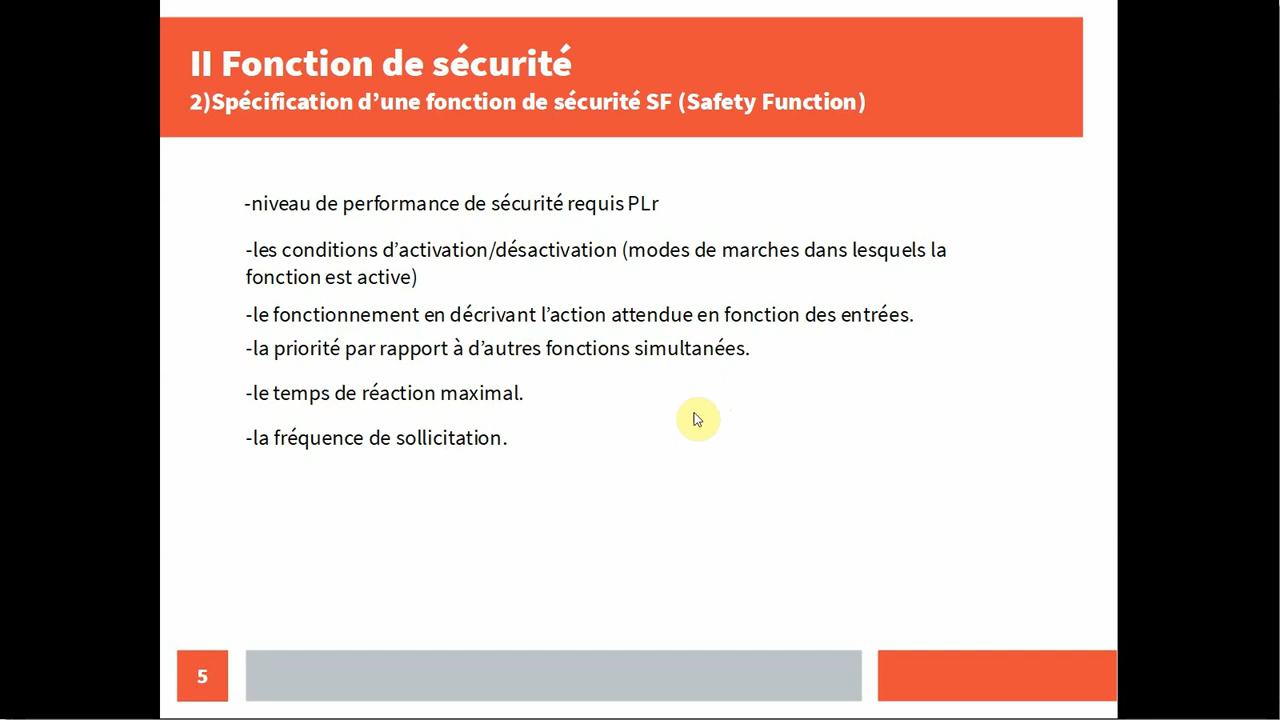 II Fonction de sécurité
2)Spécification d’une fonction de sécurité SF (Safety Function)
-niveau de performance de sécurité requis PLr
-les conditions d’activation/désactivation (modes de marches dans lesquels la
fonction est active)
-le fonctionnement en décrivant l’action attendue en fonction des entrées.
-la priorité par rapport à d’autres fonctions simultanées.
-le temps de réaction maximal.
-la fréquence de sollicitation.
5